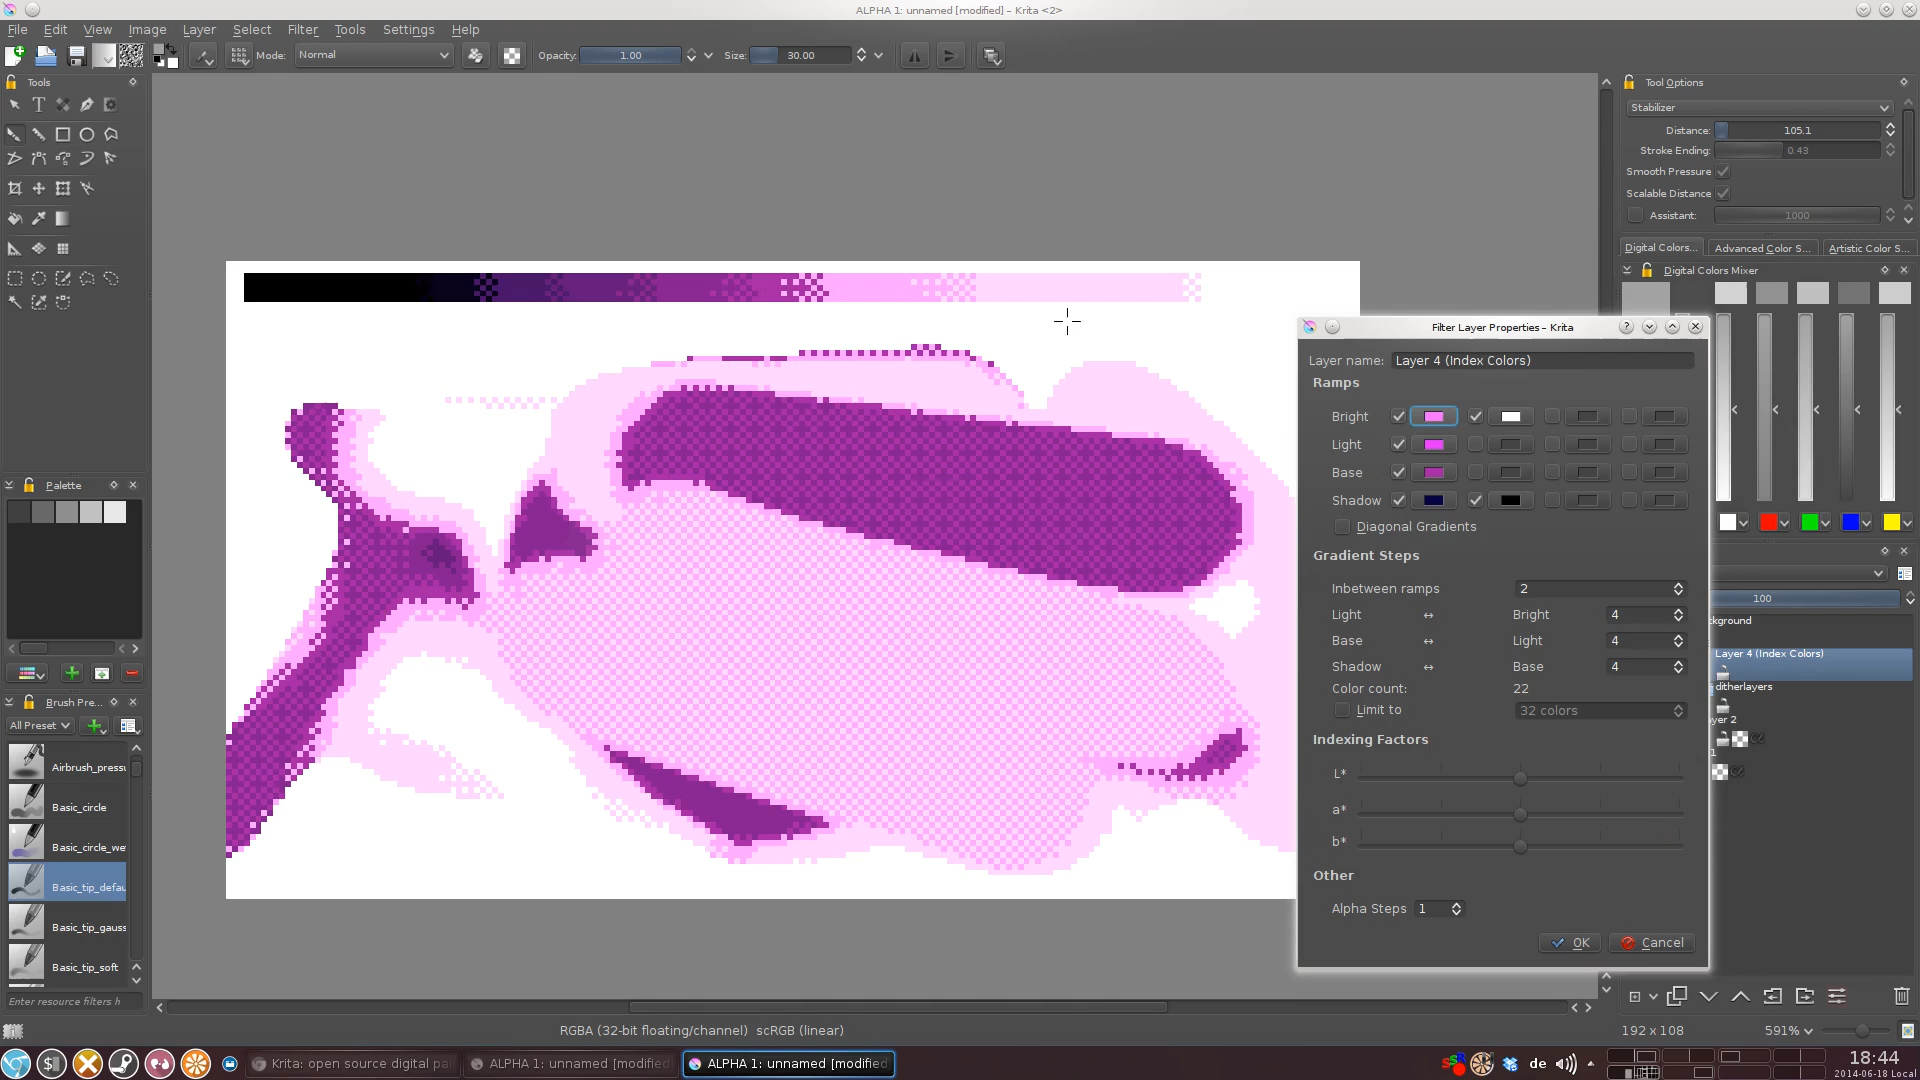 ALPHA 1: unnamed [modified] – Krita <2>
File Edit View Image Layer Select Filter Tools Settings Help
Mode: Normal Opacity: 1.00 Size: 30.00
Tools
Palette
Brush Pre...
All Preset
Airbrush_pressu
Basic_circle
Basic_circle_we
Basic_tip_defau
Basic_tip_gauss
Basic_tip_soft
Enter resource filters h
Tool Options
Stabilizer
Distance: 105.1
Stroke Ending: 0.43
Smooth Pressure
Scalable Distance
Assistant: 1000
Digital Colors... Advanced Color S... Artistic Color S...
Digital Colors Mixer
Filter Layer Properties – Krita
Layer name: Layer 4 (Index Colors)
Ramps
Bright
Light
Base
Shadow
Diagonal Gradients
Gradient Steps
Inbetween ramps 2
Light ↔ Bright 4
Base ↔ Light 4
Shadow ↔ Base 4
Color count: 22
Limit to 32 colors
Indexing Factors
L*
a*
b*
Other
Alpha Steps 1
OK Cancel
100
kground
Layer 4 (Index Colors)
ditherlayers
yer 2
1
RGBA (32-bit floating/channel) scRGB (linear)
192 x 108 591%
Krita: open source digital pa
ALPHA 1: unnamed [modified
ALPHA 1: unnamed [modified
de
18:44
2014-06-18 Local